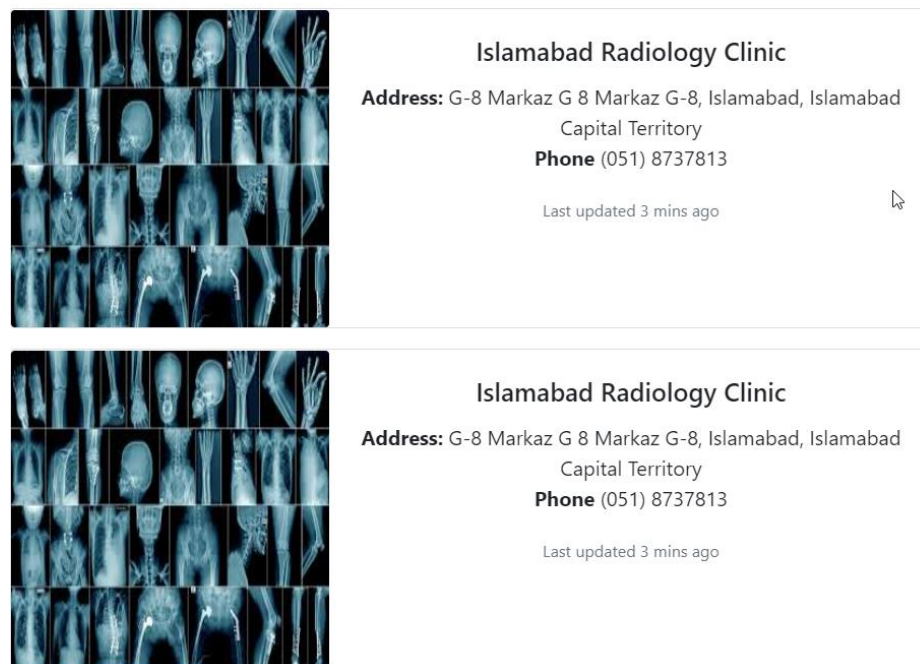 Islamabad Radiology Clinic
Address: G-8 Markaz G 8 Markaz G-8, Islamabad, Islamabad
Capital Territory
Phone (051) 8737813
Last updated 3 mins ago
Islamabad Radiology Clinic
Address: G-8 Markaz G 8 Markaz G-8, Islamabad, Islamabad
Capital Territory
Phone (051) 8737813
Last updated 3 mins ago